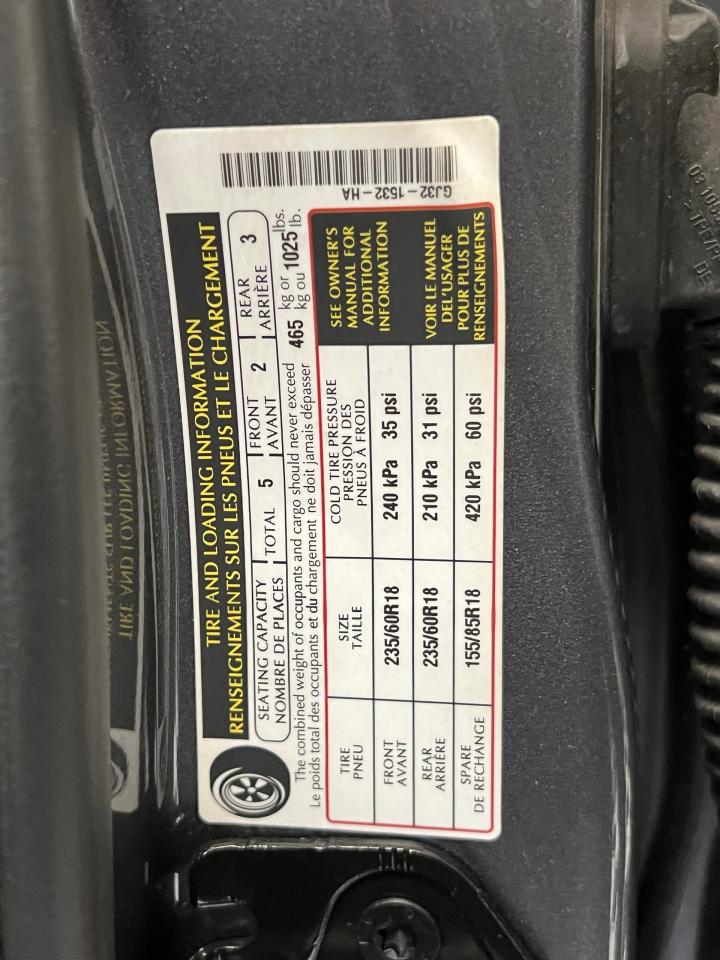 TIRE AND LOADING INFORMATION
RENSEIGNEMENTS SUR LES PNEUS ET LE CHARGEMENT
SEATING CAPACITY
NOMBRE DE PLACES
TOTAL 5
FRONT
AVANT
2
REAR
ARRIÈRE
3
The combined weight of occupants and cargo should never exceed 465 kg or 1025 lbs.
Le poids total des occupants et du chargement ne doit jamais dépasser kg ou lb.
TIRE
PNEU
SIZE
TAILLE
COLD TIRE PRESSURE
PRESSION DES
PNEUS À FROID
SEE OWNER'S
MANUAL FOR
ADDITIONAL
INFORMATION
VOIR LE MANUEL
DEL'USAGER
POUR PLUS DE
RENSEIGNEMENTS
FRONT
AVANT
235/60R18
240 kPa 35 psi
REAR
ARRIÈRE
235/60R18
210 kPa 31 psi
SPARE
DE RECHANGE
155/85R18
420 kPa 60 psi
GJ32-1532-HA
TIRE AND LOADING INFORMATION